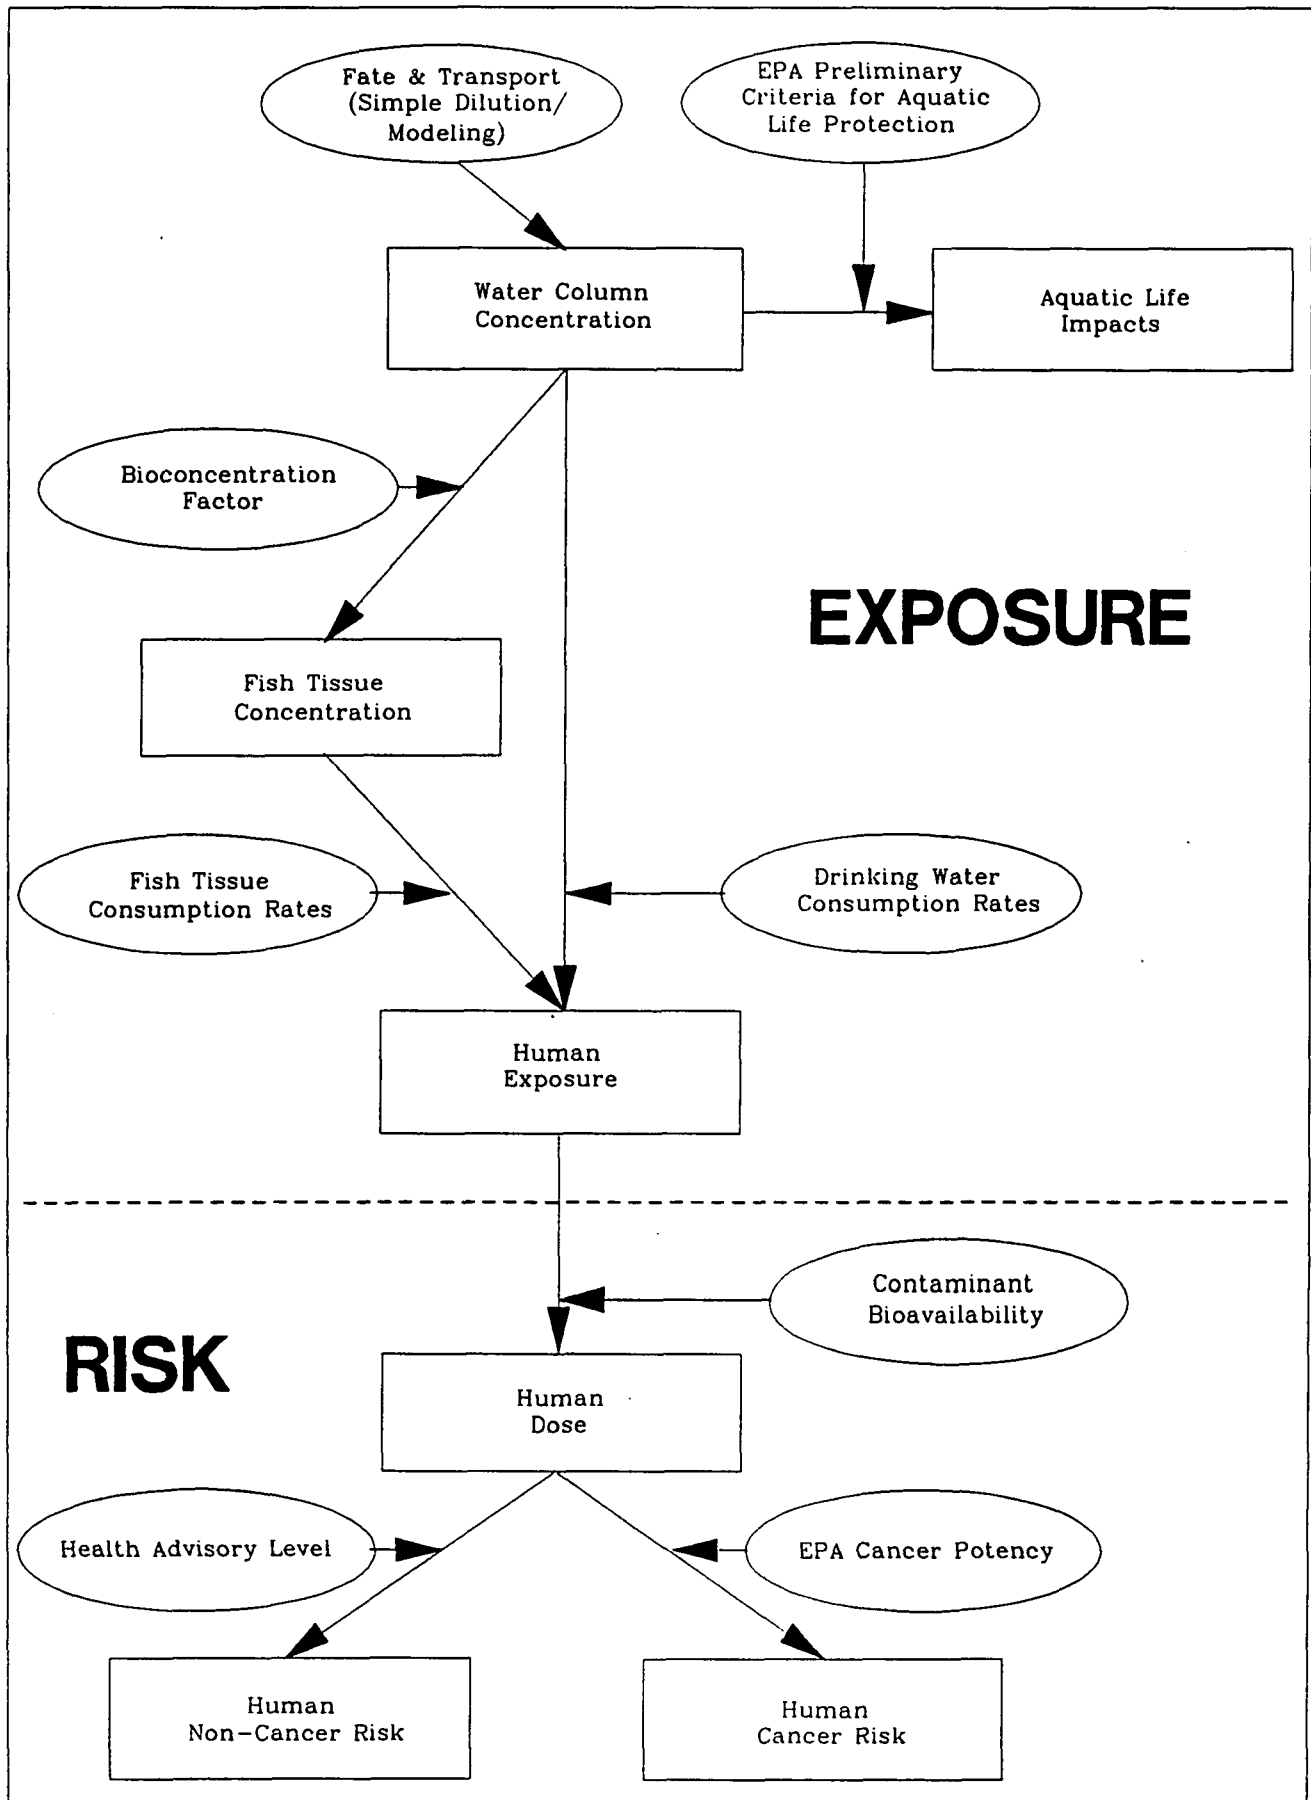 Fate & Transport
(Simple Dilution/
Modeling)
EPA Preliminary
Criteria for Aquatic
Life Protection
Water Column
Concentration
Aquatic Life
Impacts
Bioconcentration
Factor
EXPOSURE
Fish Tissue
Concentration
Fish Tissue
Consumption Rates
Drinking Water
Consumption Rates
Human
Exposure
Contaminant
Bioavailability
RISK
Human
Dose
Health Advisory Level
EPA Cancer Potency
Human
Non-Cancer Risk
Human
Cancer Risk